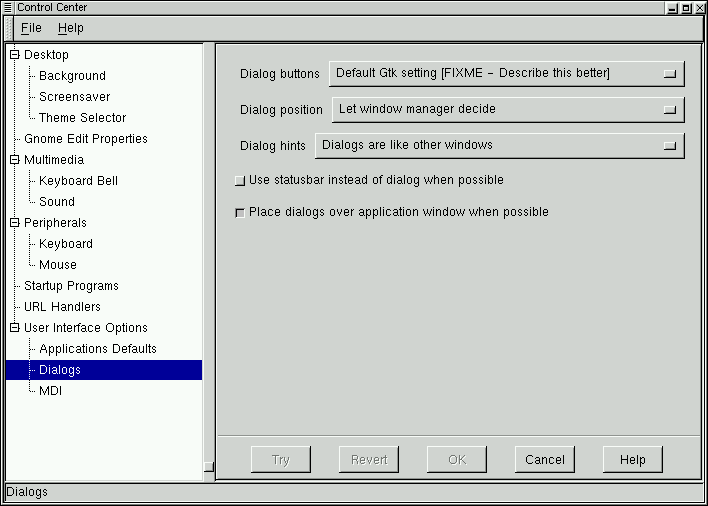 Control Center
File Help
Desktop
Background
Screensaver
Theme Selector
Gnome Edit Properties
Multimedia
Keyboard Bell
Sound
Peripherals
Keyboard
Mouse
Startup Programs
URL Handlers
User Interface Options
Applications Defaults
Dialogs
MDI
Dialog buttons Default Gtk setting [FIXME - Describe this better]
Dialog position Let window manager decide
Dialog hints Dialogs are like other windows
Use statusbar instead of dialog when possible
Place dialogs over application window when possible
Try Revert OK Cancel Help
Dialogs